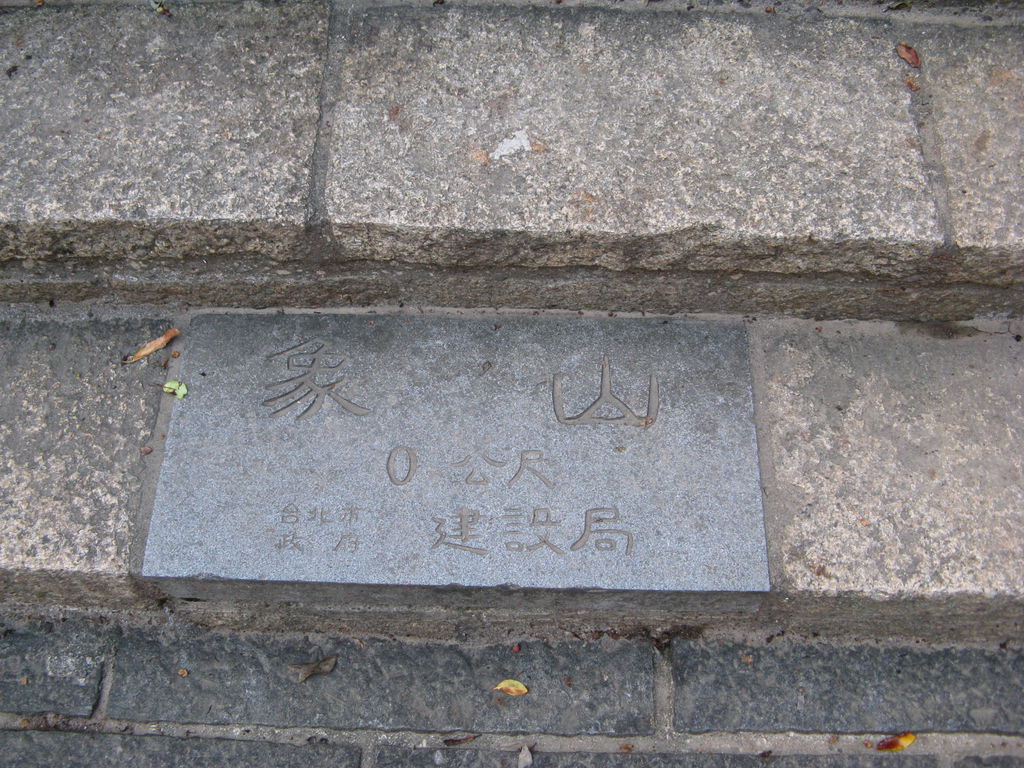 象山
0公尺
台北市
政府 建設局